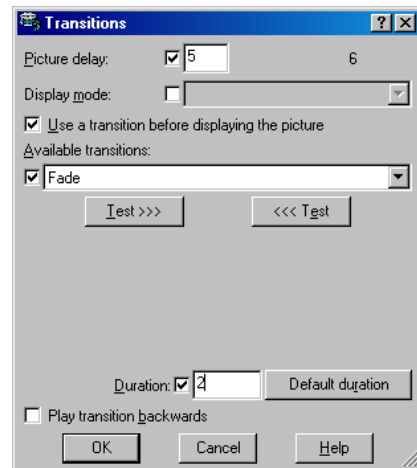 Transitions
Picture delay: 5 6
Display mode:
Use a transition before displaying the picture
Available transitions:
Fade
Test >>> <<< Test
Duration: 2 Default duration
Play transition backwards
OK Cancel Help